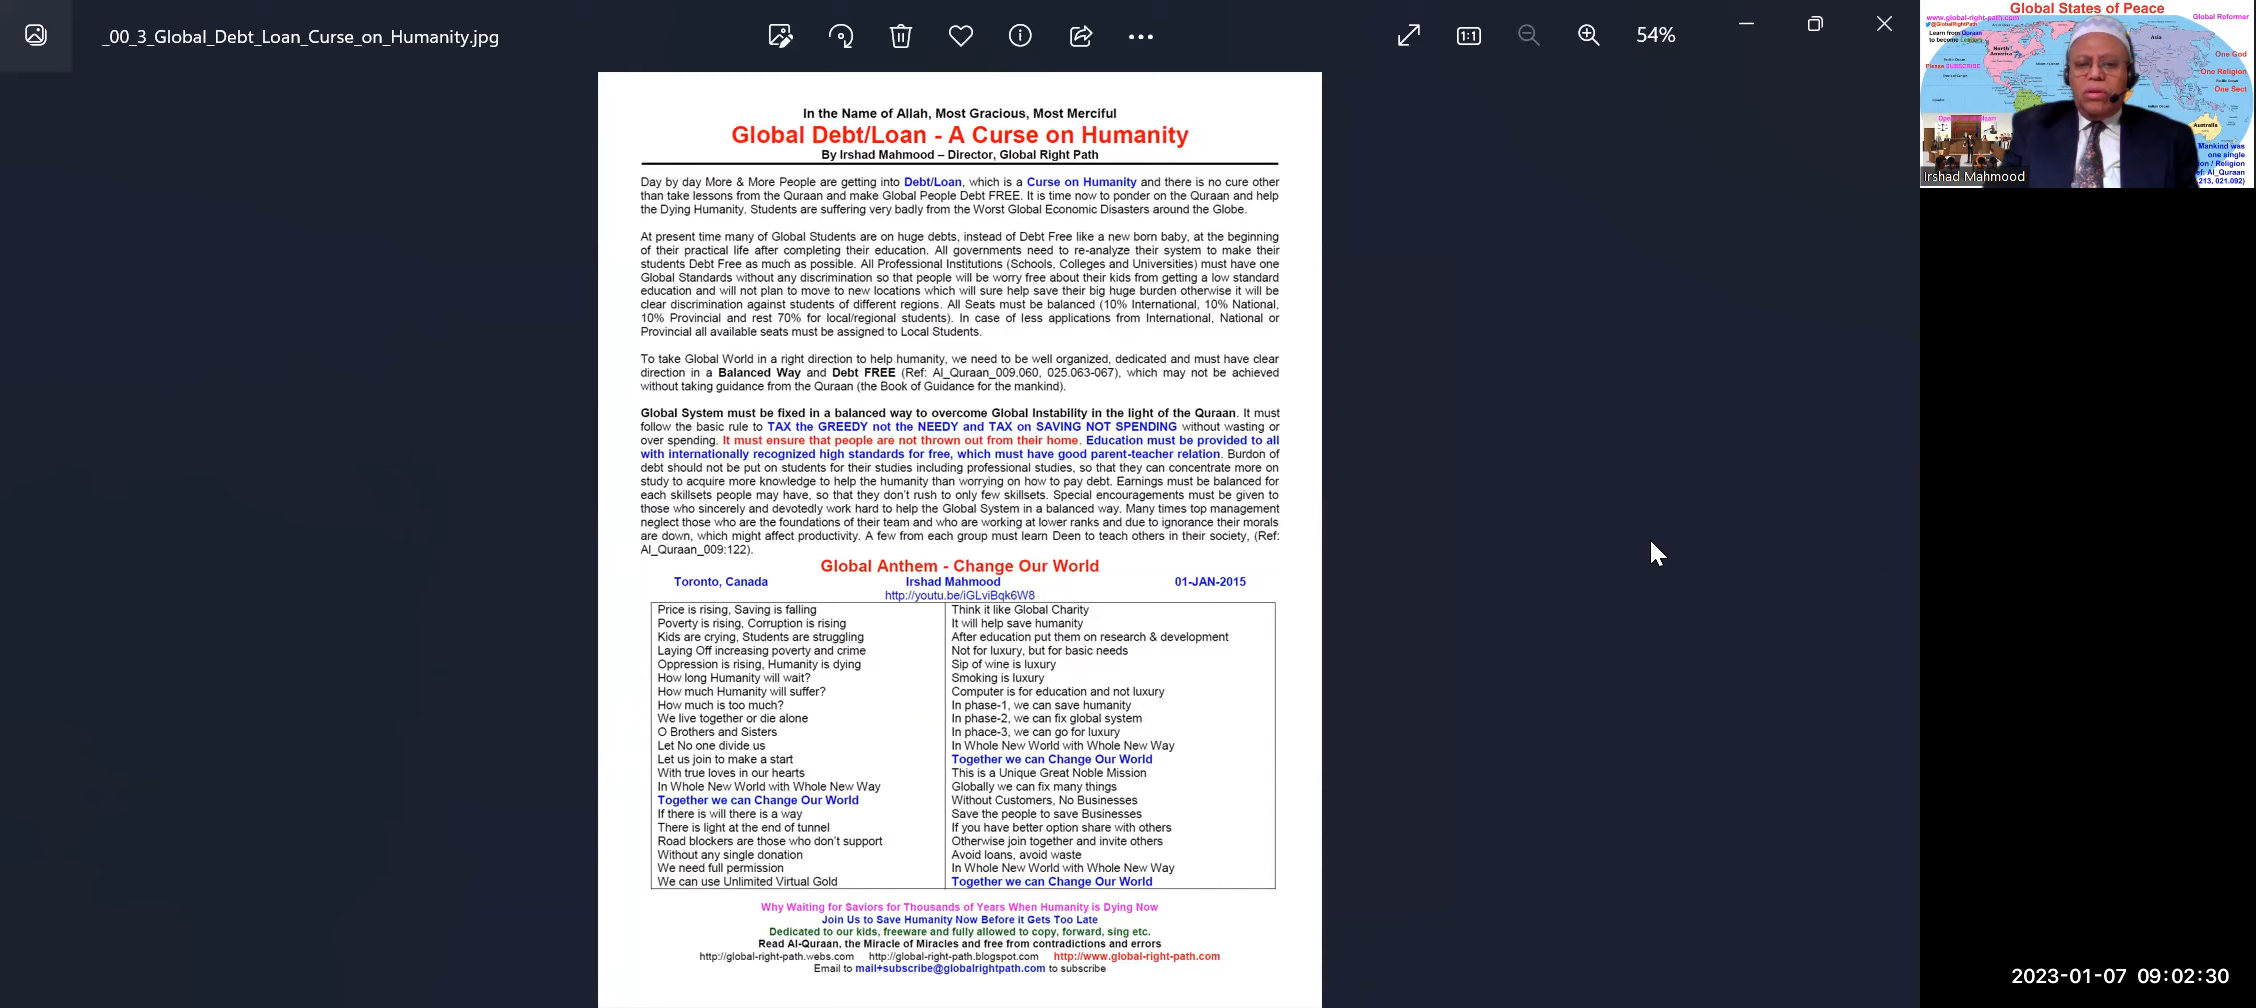 _00_3_Global_Debt_Loan_Curse_on_Humanity.jpg
1:1
54%
In the Name of Allah, Most Gracious, Most Merciful
Global Debt/Loan - A Curse on Humanity
By Irshad Mahmood – Director, Global Right Path
Day by day More & More People are getting into Debt/Loan, which is a Curse on Humanity and there is no cure other
than take lessons from the Quraan and make Global People Debt FREE. It is time now to ponder on the Quraan and help
the Dying Humanity. Students are suffering very badly from the Worst Global Economic Disasters around the Globe.
At present time many of Global Students are on huge debts, instead of Debt Free like a new born baby, at the beginning
of their practical life after completing their education. All governments need to re-analyze their system to make their
students Debt Free as much as possible. All Professional Institutions (Schools, Colleges and Universities) must have one
Global Standards without any discrimination so that people will be worry free about their kids from getting a low standard
education and will not plan to move to new locations which will sure help save their big huge burden otherwise it will be
clear discrimination against students of different regions. All Seats must be balanced (10% International, 10% National,
10% Provincial and rest 70% for local/regional students). In case of less applications from International, National or
Provincial all available seats must be assigned to Local Students.
To take Global World in a right direction to help humanity, we need to be well organized, dedicated and must have clear
direction in a Balanced Way and Debt FREE (Ref: Al_Quraan_009.060, 025.063-067), which may not be achieved
without taking guidance from the Quraan (the Book of Guidance for the mankind).
Global System must be fixed in a balanced way to overcome Global Instability in the light of the Quraan. It must
follow the basic rule to TAX the GREEDY not the NEEDY and TAX on SAVING NOT SPENDING without wasting or
over spending. It must ensure that people are not thrown out from their home. Education must be provided to all
with internationally recognized high standards for free, which must have good parent-teacher relation. Burdon of
debt should not be put on students for their studies including professional studies, so that they can concentrate more on
study to acquire more knowledge to help the humanity than worrying on how to pay debt. Earnings must be balanced for
each skillsets people may have, so that they don't rush to only few skillsets. Special encouragements must be given to
those who sincerely and devotedly work hard to help the Global System in a balanced way. Many times top management
neglect those who are the foundations of their team and who are working at lower ranks and due to ignorance their morals
are down, which might affect productivity. A few from each group must learn Deen to teach others in their society, (Ref:
Al_Quraan_009:122).
Global Anthem - Change Our World
Toronto, Canada Irshad Mahmood 01-JAN-2015
http://youtu.be/iGLviBqk6W8
Price is rising, Saving is falling
Poverty is rising, Corruption is rising
Kids are crying, Students are struggling
Laying Off increasing poverty and crime
Oppression is rising, Humanity is dying
How long Humanity will wait?
How much Humanity will suffer?
How much is too much?
We live together or die alone
O Brothers and Sisters
Let No one divide us
Let us join to make a start
With true loves in our hearts
In Whole New World with Whole New Way
Together we can Change Our World
If there is will there is a way
There is light at the end of tunnel
Road blockers are those who don't support
Without any single donation
We need full permission
We can use Unlimited Virtual Gold
Think it like Global Charity
It will help save humanity
After education put them on research & development
Not for luxury, but for basic needs
Sip of wine is luxury
Smoking is luxury
Computer is for education and not luxury
In phase-1, we can save humanity
In phase-2, we can fix global system
In phace-3, we can go for luxury
In Whole New World with Whole New Way
Together we can Change Our World
This is a Unique Great Noble Mission
Globally we can fix many things
Without Customers, No Businesses
Save the people to save Businesses
If you have better option share with others
Otherwise join together and invite others
Avoid loans, avoid waste
In Whole New World with Whole New Way
Together we can Change Our World
Why Waiting for Saviors for Thousands of Years When Humanity is Dying Now
Join Us to Save Humanity Now Before it Gets Too Late
Dedicated to our kids, freeware and fully allowed to copy, forward, sing etc.
Read Al-Quraan, the Miracle of Miracles and free from contradictions and errors
http://global-right-path.webs.com http://global-right-path.blogspot.com http://www.global-right-path.com
Email to mail+subscribe@globalrightpath.com to subscribe
Global States of Peace
www.global-right-path.com
@GlobalRightPath
Global Reformer
Learn from Quraan
to become
Please SUBSCRIBE
North
America
Asia
One God
One Religion
One Sect
Australia
Mankind was
one single
Religion
Al_Quraan
213, 021.092)
Irshad Mahmood
2023-01-07 09:02:30